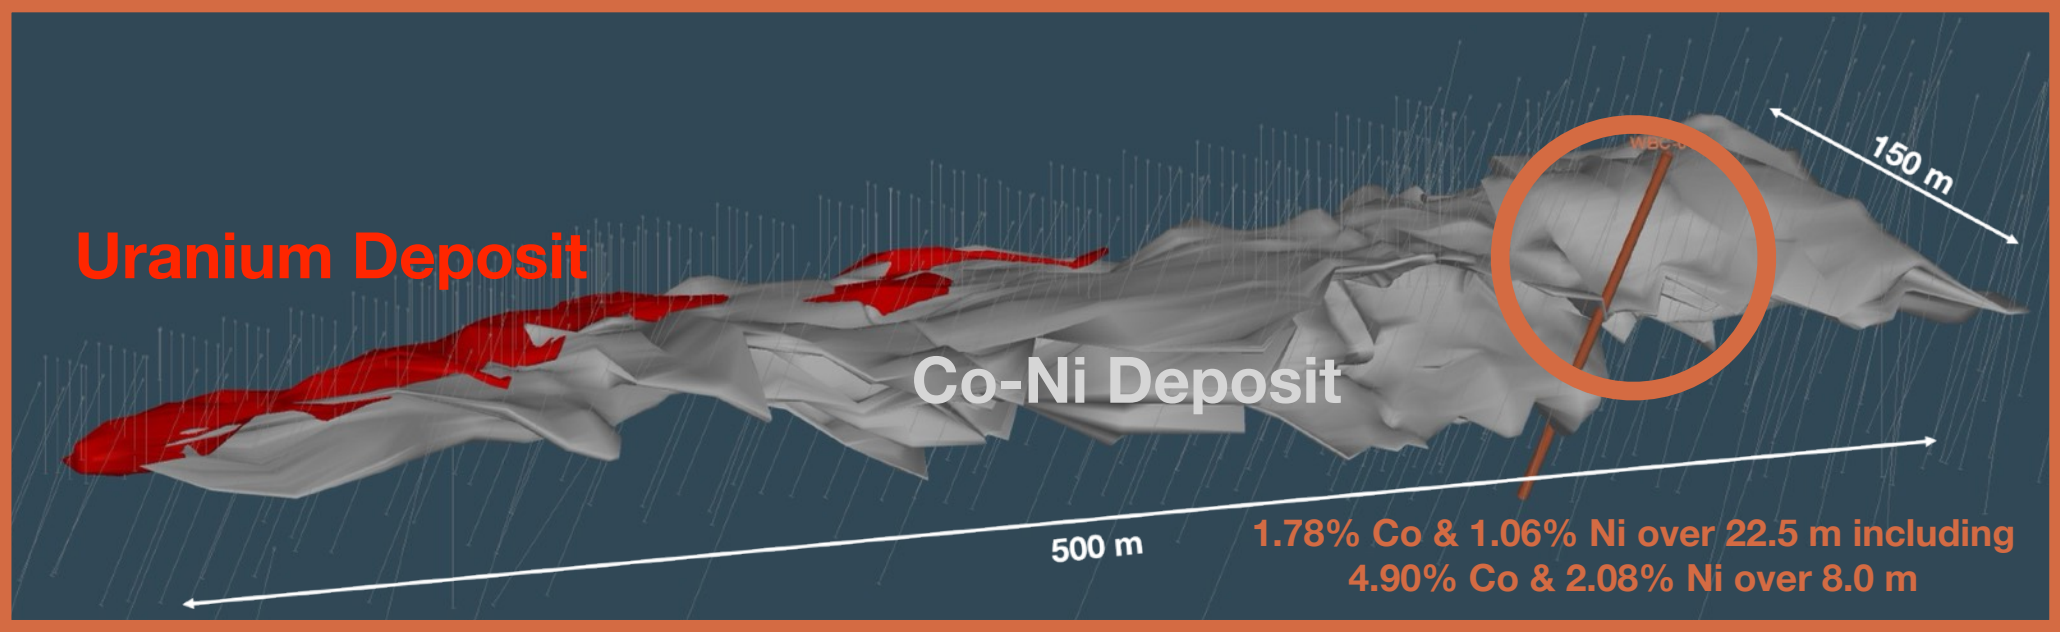 150 m
Uranium Deposit
Co-Ni Deposit
500 m
1.78% Co & 1.06% Ni over 22.5 m including
4.90% Co & 2.08% Ni over 8.0 m